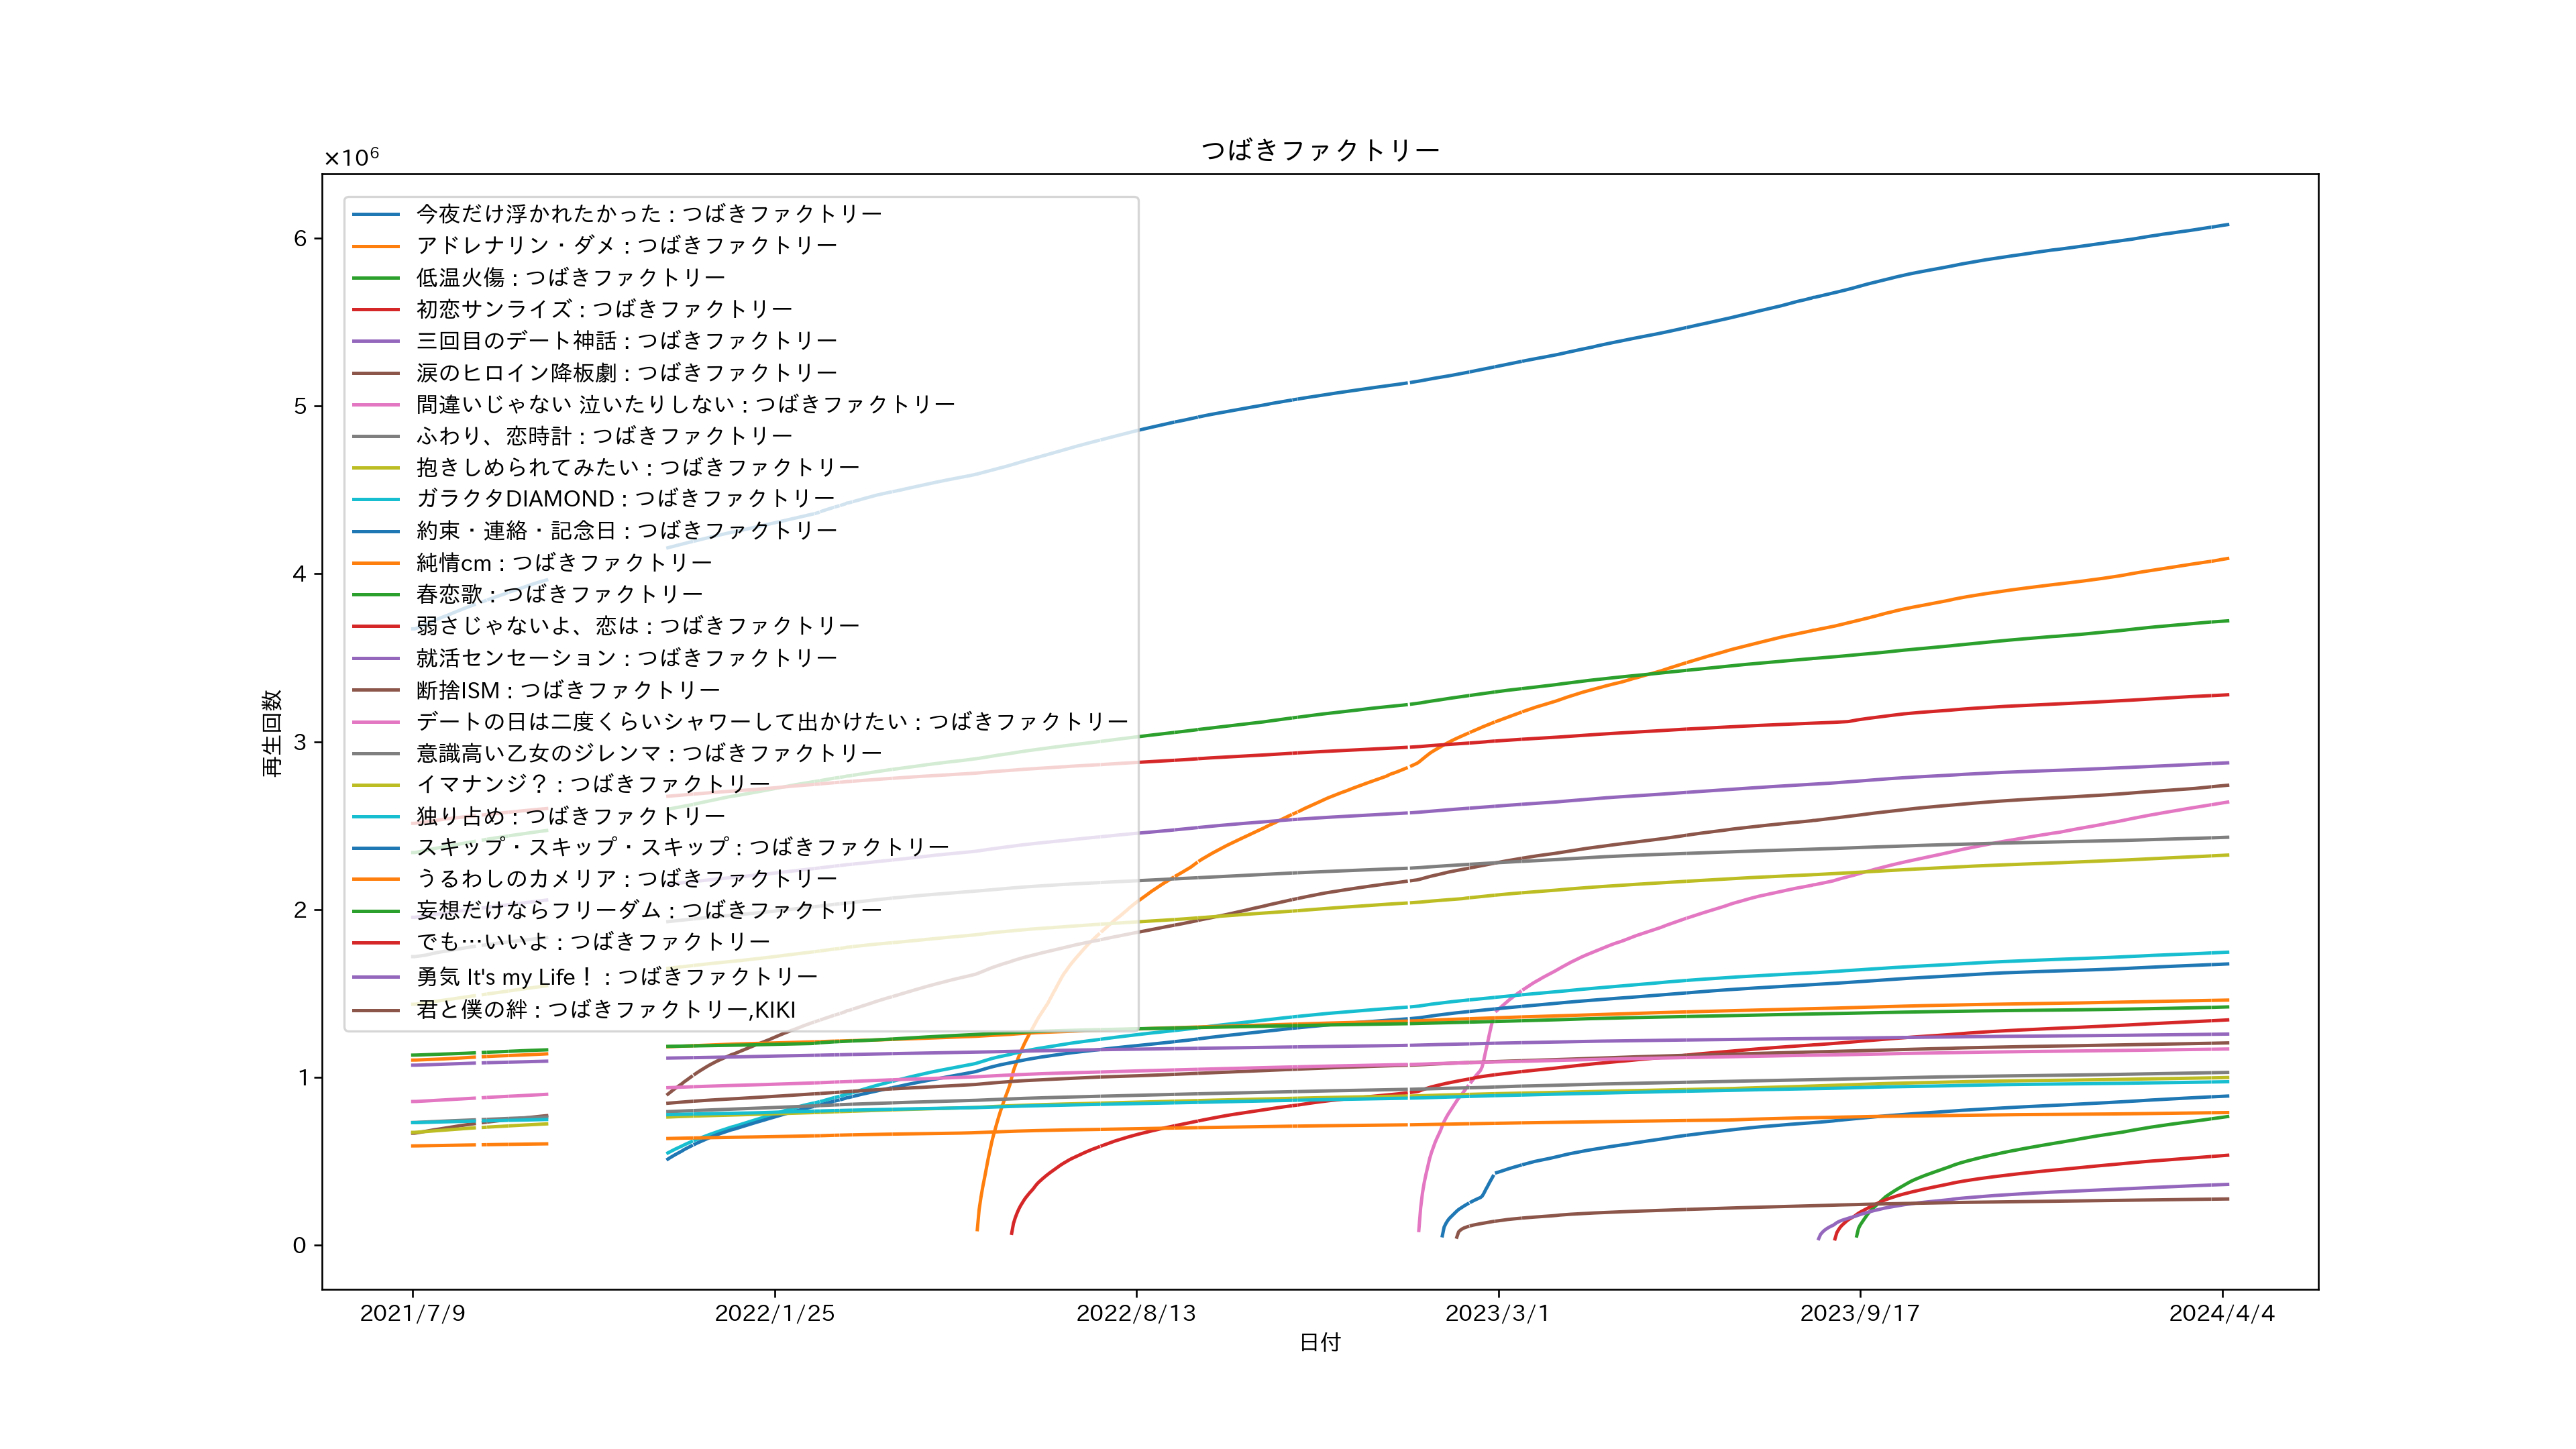 つばきファクトリー
×10⁶
今夜だけ浮かれたかった : つばきファクトリー
アドレナリン・ダメ : つばきファクトリー
低温火傷 : つばきファクトリー
初恋サンライズ : つばきファクトリー
三回目のデート神話 : つばきファクトリー
涙のヒロイン降板劇 : つばきファクトリー
間違いじゃない 泣いたりしない : つばきファクトリー
ふわり、恋時計 : つばきファクトリー
抱きしめられてみたい : つばきファクトリー
ガラクタDIAMOND : つばきファクトリー
約束・連絡・記念日 : つばきファクトリー
純情cm : つばきファクトリー
春恋歌 : つばきファクトリー
弱さじゃないよ、恋は : つばきファクトリー
就活センセーション : つばきファクトリー
断捨ISM : つばきファクトリー
デートの日は二度くらいシャワーして出かけたい : つばきファクトリー
意識高い乙女のジレンマ : つばきファクトリー
イマナンジ？ : つばきファクトリー
独り占め : つばきファクトリー
スキップ・スキップ・スキップ : つばきファクトリー
うるわしのカメリア : つばきファクトリー
妄想だけならフリーダム : つばきファクトリー
でも…いいよ : つばきファクトリー
勇気 It's my Life！ : つばきファクトリー
君と僕の絆 : つばきファクトリー,KIKI
6
5
4
3
2
1
0
再生回数
2021/7/9
2022/1/25
2022/8/13
2023/3/1
2023/9/17
2024/4/4
日付